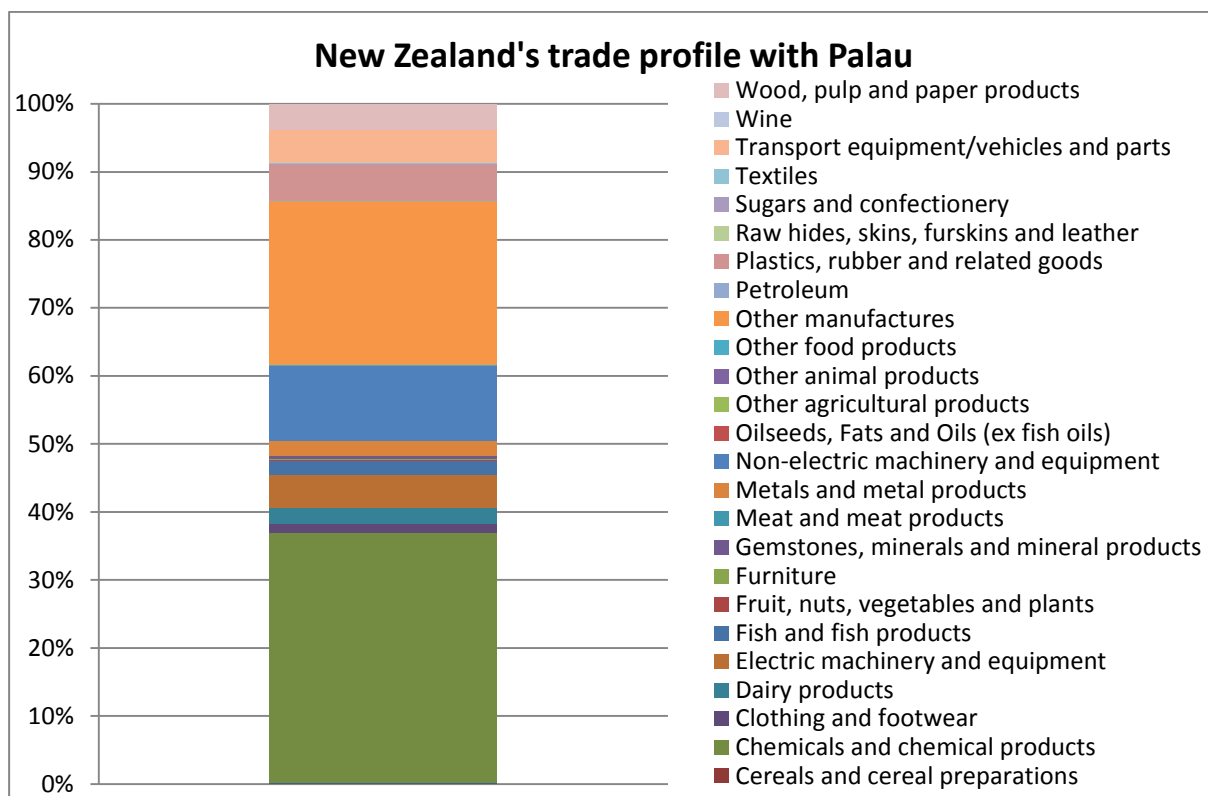 New Zealand's trade profile with Palau
100%
90%
80%
70%
60%
50%
40%
30%
20%
10%
0%
Wood, pulp and paper products
Wine
Transport equipment/vehicles and parts
Textiles
Sugars and confectionery
Raw hides, skins, furskins and leather
Plastics, rubber and related goods
Petroleum
Other manufactures
Other food products
Other animal products
Other agricultural products
Oilseeds, Fats and Oils (ex fish oils)
Non-electric machinery and equipment
Metals and metal products
Meat and meat products
Gemstones, minerals and mineral products
Furniture
Fruit, nuts, vegetables and plants
Fish and fish products
Electric machinery and equipment
Dairy products
Clothing and footwear
Chemicals and chemical products
Cereals and cereal preparations